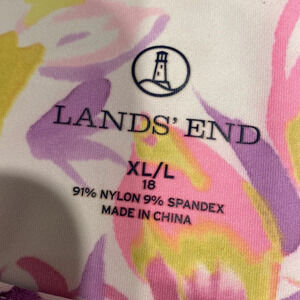 LANDS' END
XL/L
18
91% NYLON 9% SPANDEX
MADE IN CHINA